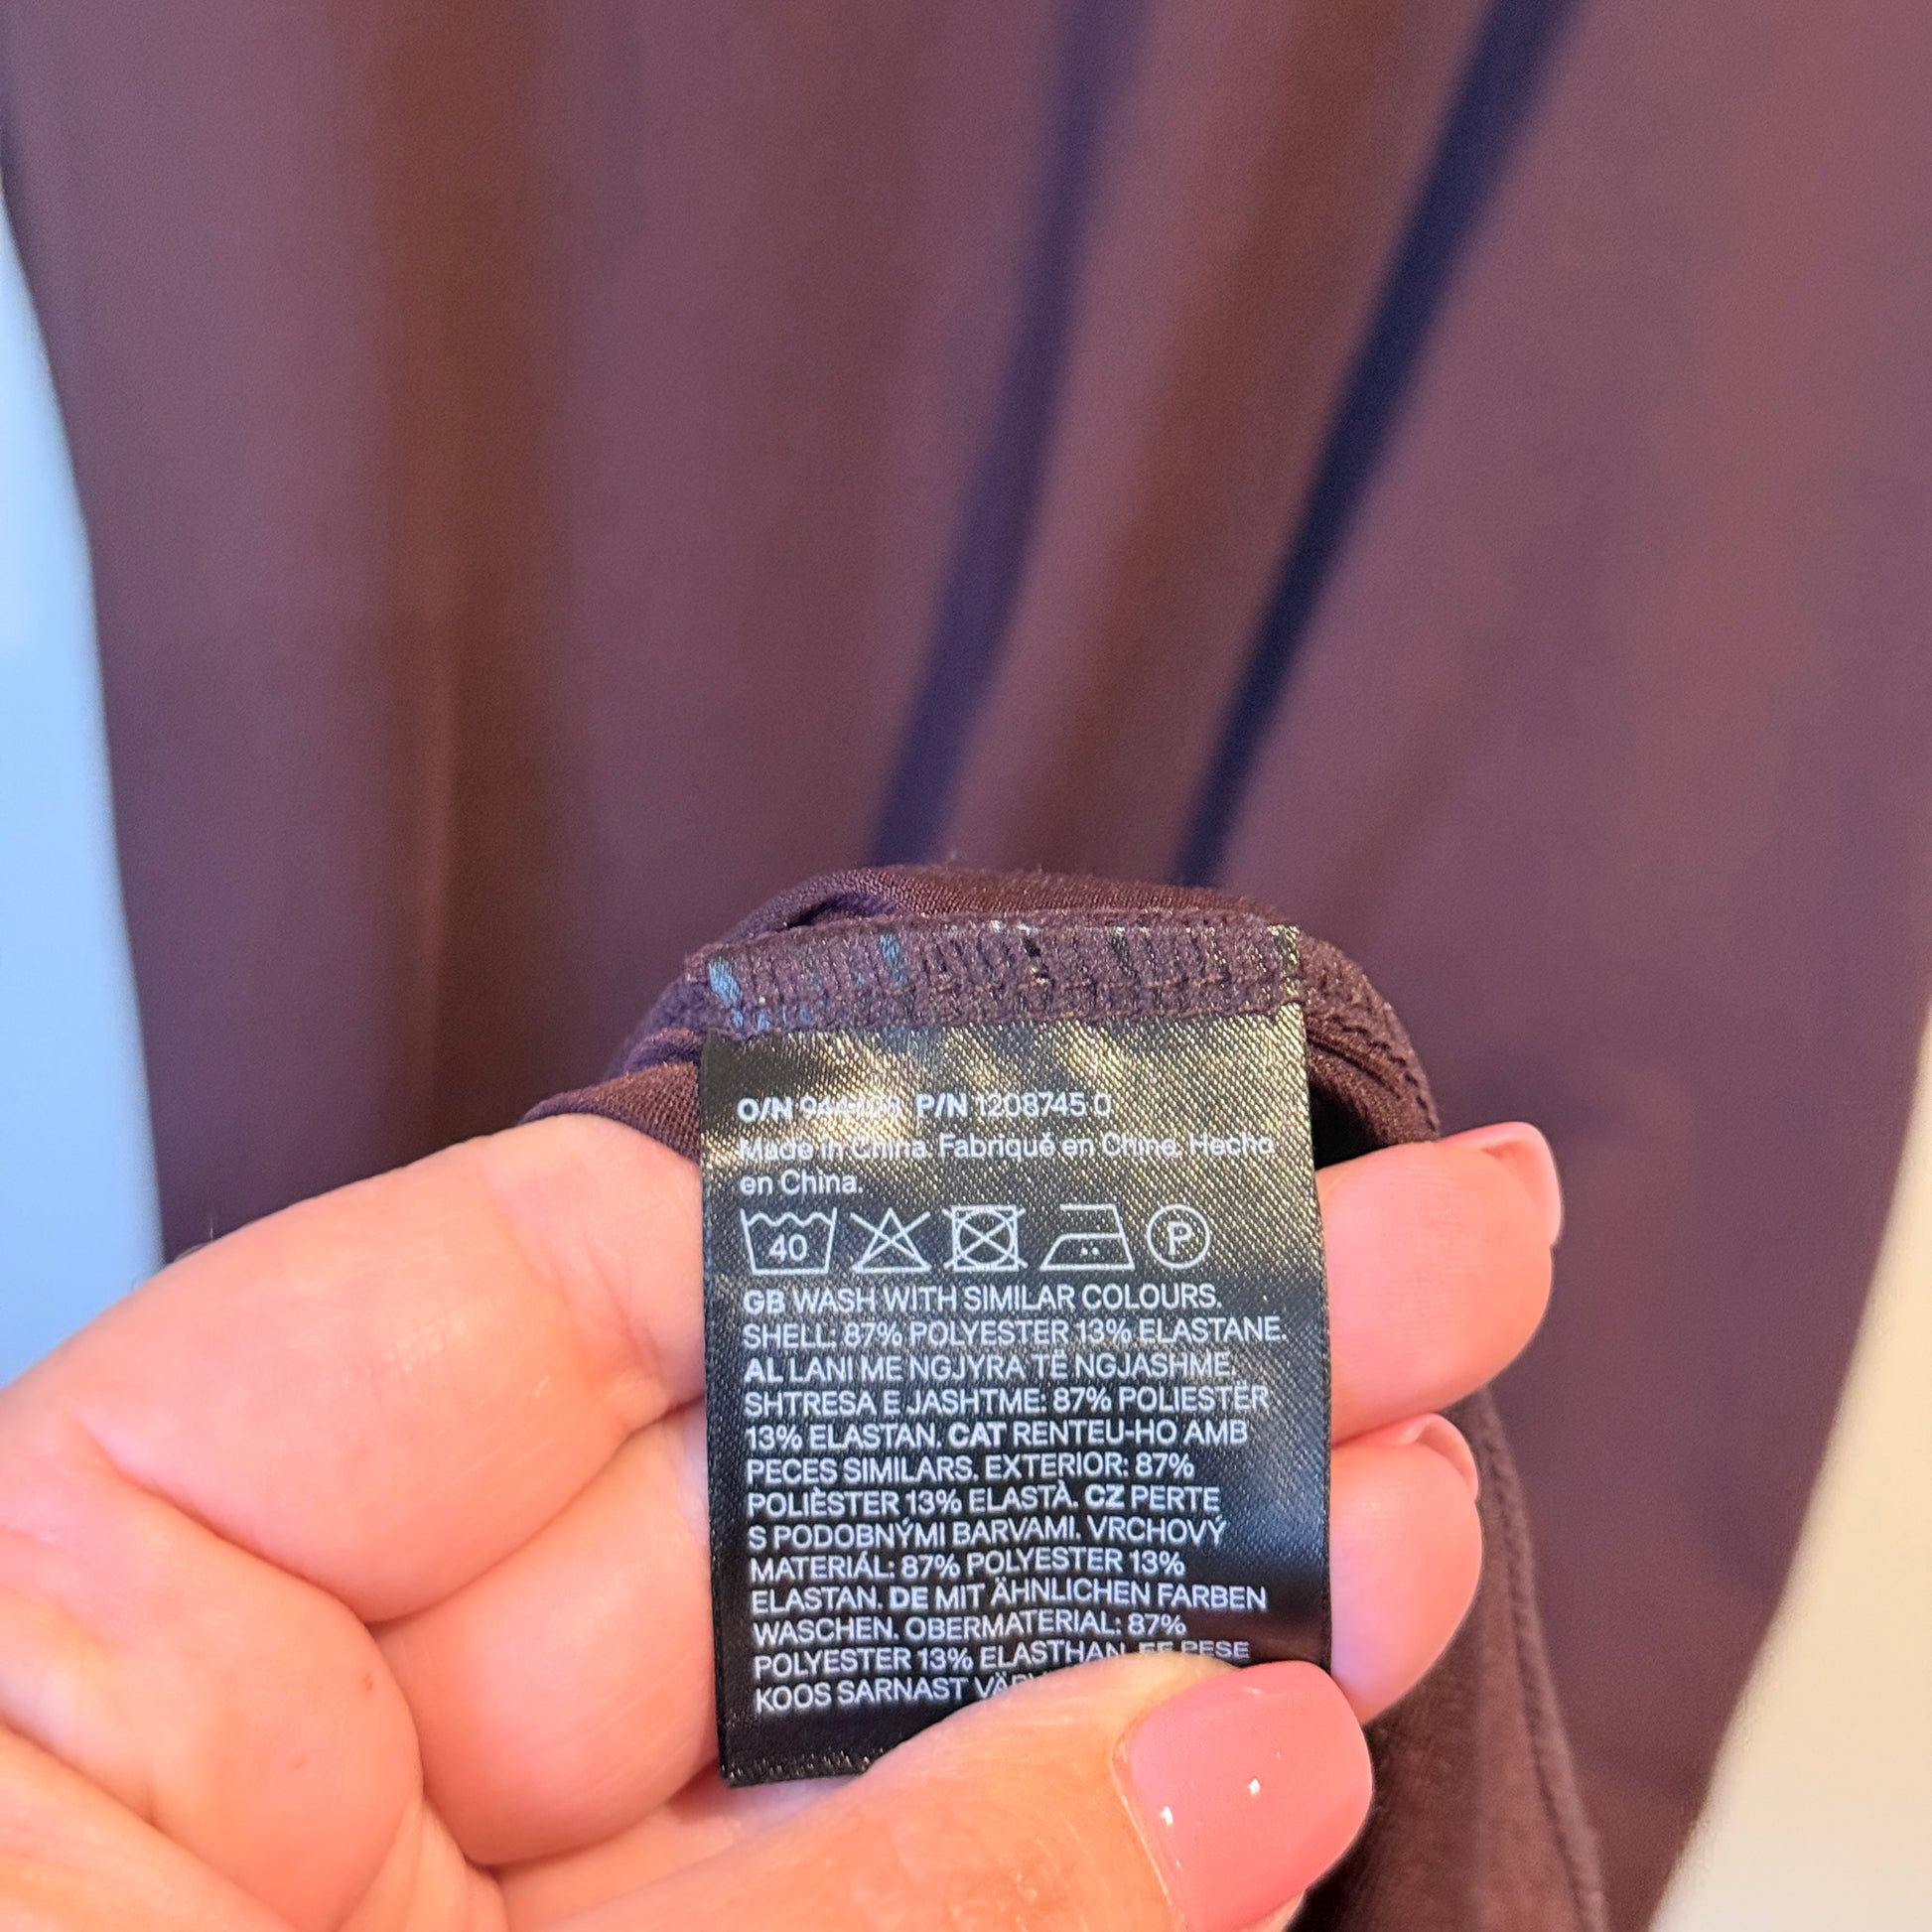 O/N P/N 1208745.0
Made in China. Fabriqué en Chine. Hecho
en China.
40 P
GB WASH WITH SIMILAR COLOURS.
SHELL: 87% POLYESTER 13% ELASTANE.
AL LANI ME NGJYRA TË NGJASHME.
SHTRESA E JASHTME: 87% POLIESTËR
13% ELASTAN. CAT RENTEU-HO AMB
PECES SIMILARS. EXTERIOR: 87%
POLIÈSTER 13% ELASTÀ. CZ PERTE
S PODOBNÝMI BARVAMI. VRCHOVÝ
MATERIÁL: 87% POLYESTER 13%
ELASTAN. DE MIT ÄHNLICHEN FARBEN
WASCHEN. OBERMATERIAL: 87%
POLYESTER 13% ELASTHAN. EE PESE
KOOS SARNAST